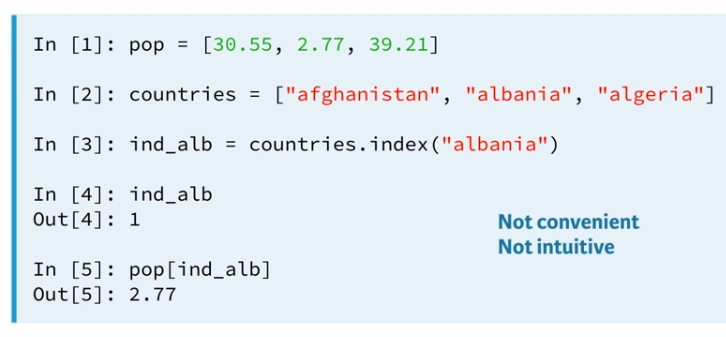 In [1]: pop = [30.55, 2.77, 39.21]
In [2]: countries = ["afghanistan", "albania", "algeria"]
In [3]: ind_alb = countries.index("albania")
In [4]: ind_alb
Out[4]: 1
Not convenient
Not intuitive
In [5]: pop[ind_alb]
Out[5]: 2.77